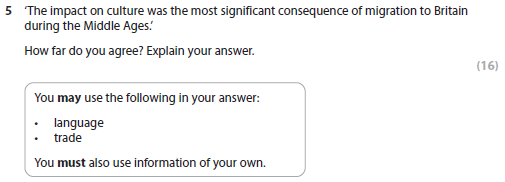 5 ‘The impact on culture was the most significant consequence of migration to Britain
during the Middle Ages.’
How far do you agree? Explain your answer.
(16)
You may use the following in your answer:
• language
• trade
You must also use information of your own.